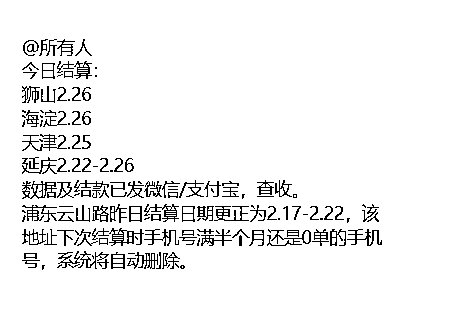 @所有人
今日结算：
狮山2.26
海淀2.26
天津2.25
延庆2.22-2.26
数据及结款已发微信/支付宝，查收。
浦东云山路昨日结算日期更正为2.17-2.22，该
地址下次结算时手机号满半个月还是0单的手机
号，系统将自动删除。